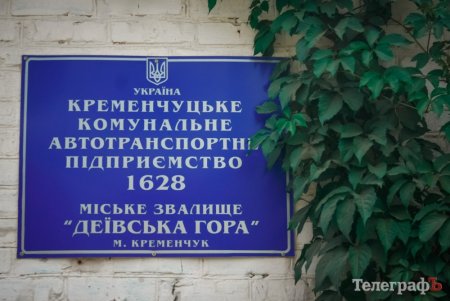 УКРАЇНА
КРЕМЕНЧУЦЬКЕ
КОМУНАЛЬНЕ
АВТОТРАНСПОРТНЕ
ПІДПРИЄМСТВО
1628
МІСЬКЕ ЗВАЛИЩЕ
"ДЕЇВСЬКА ГОРА"
М. КРЕМЕНЧУК
ТелеграфЪ